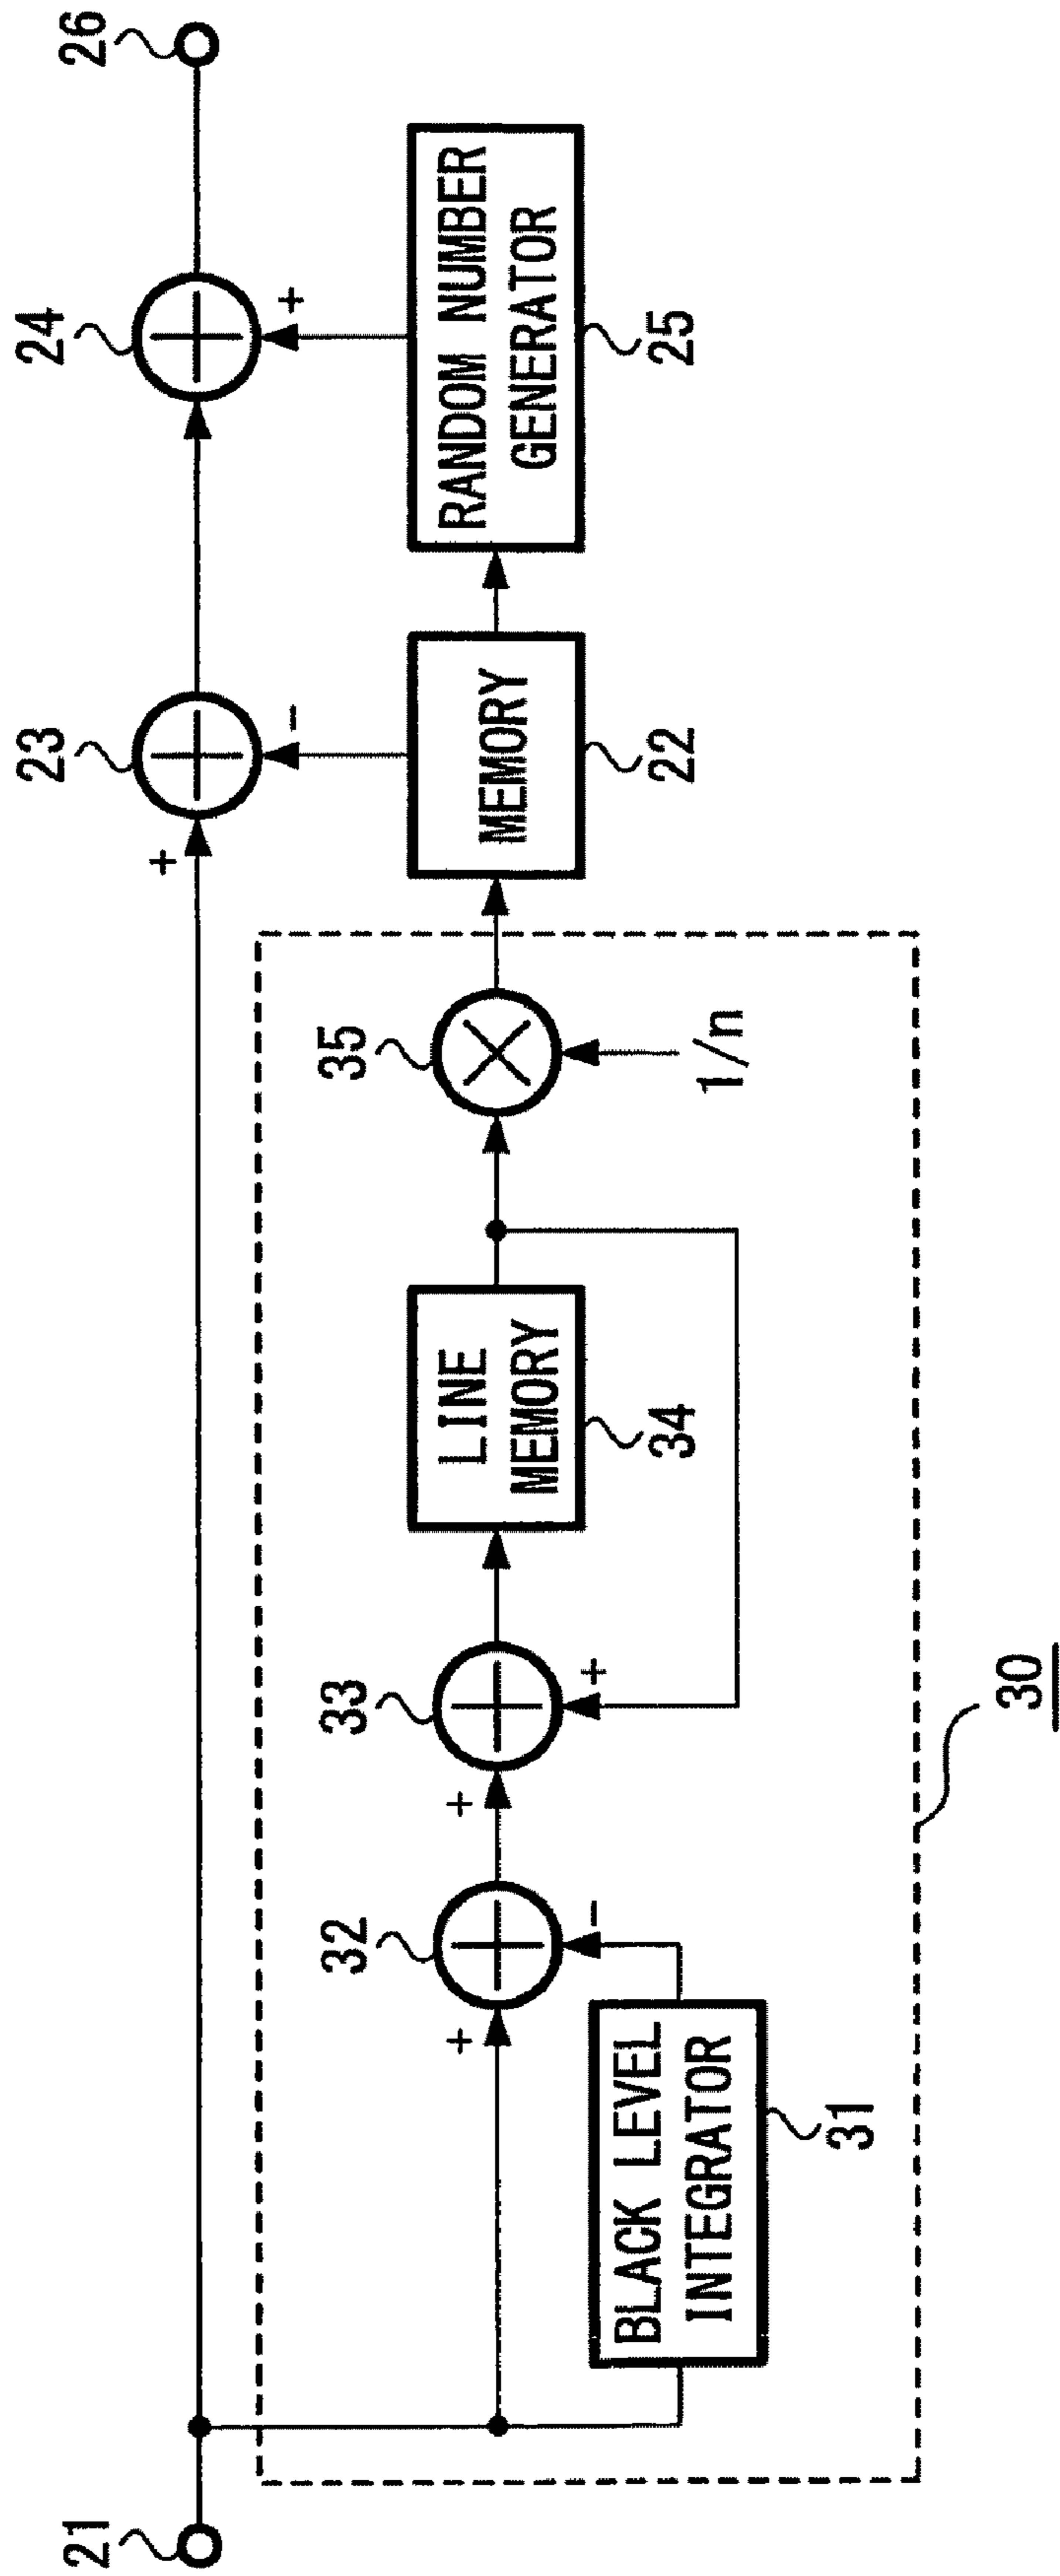 21
23
24
26
+
-
+
BLACK LEVEL
INTEGRATOR
31
32
+
-
33
+
+
LINE
MEMORY
34
35
1/n
MEMORY
22
RANDOM NUMBER
GENERATOR
25
30